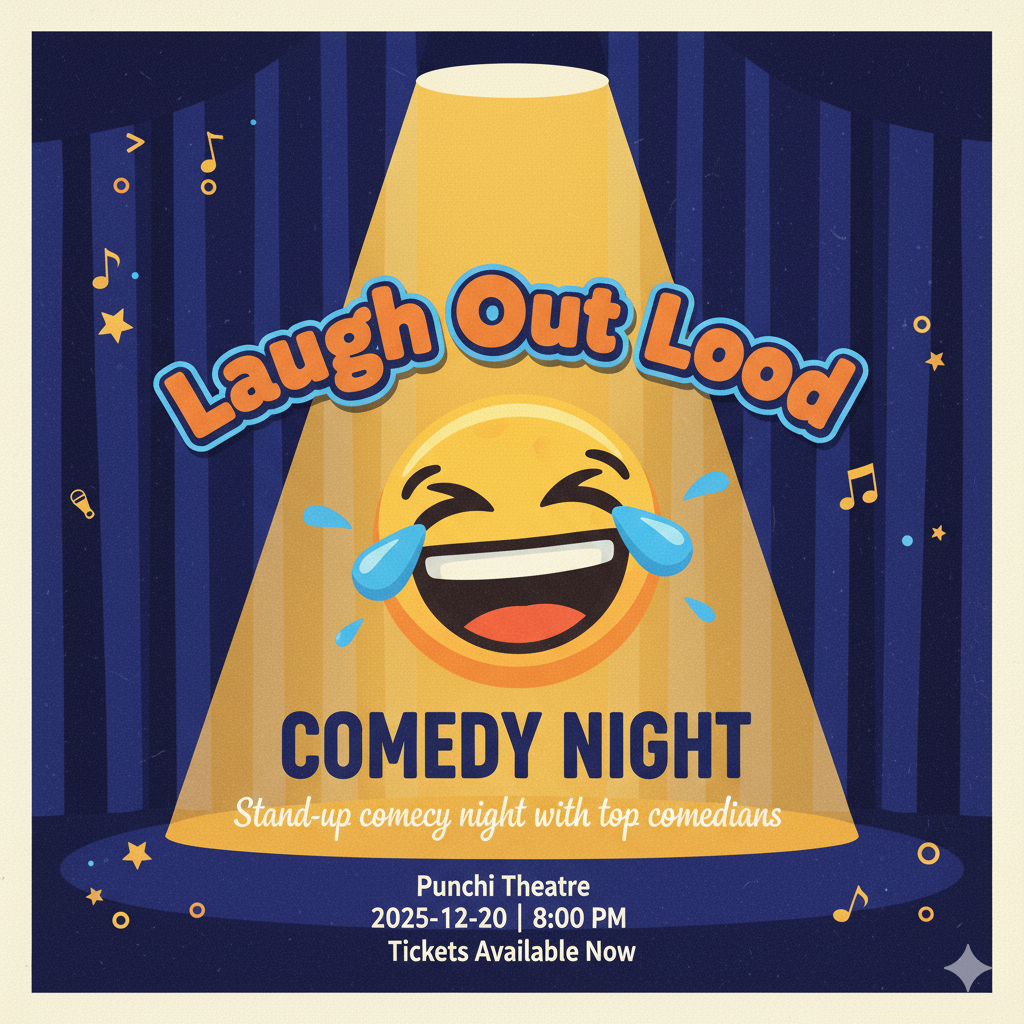 Laugh Out Lood
COMEDY NIGHT
Stand-up comecy night with top comedians
Punchi Theatre
2025-12-20 | 8:00 PM
Tickets Available Now